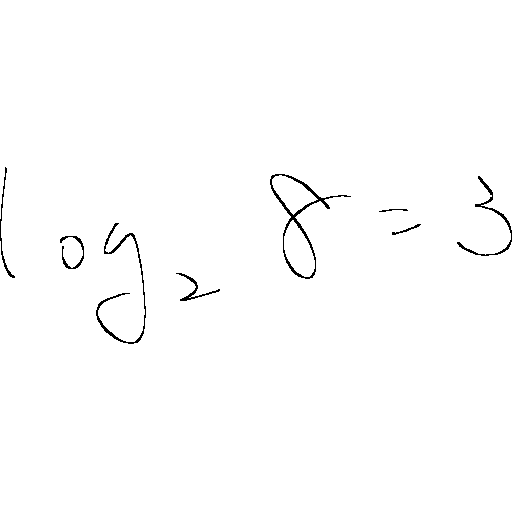 log₂ 8 = 3